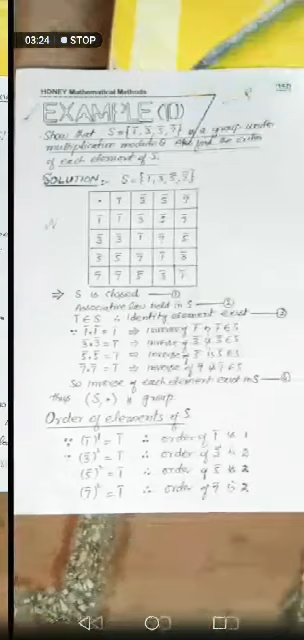 03:24 STOP
HONEY Mathematical Methods
EXAMPLE (11)
Show that S={1̄, 3̄, 5̄, 7̄} is a group under
multiplication modulo 8. Also find the order
of each element of S.
SOLUTION:- S={1̄, 3̄, 5̄, 7̄}
· 1̄ 3̄ 5̄ 7̄
1̄ 1̄ 3̄ 5̄ 7̄
3̄ 3̄ 1̄ 7̄ 5̄
5̄ 5̄ 7̄ 1̄ 3̄
7̄ 7̄ 5̄ 3̄ 1̄
⇒ S is closed —①
Associative law hold in S —②
1̄ ∈ S ∴ Identity element exist —③
∵ 1̄.1̄ = 1̄ ⇒ inverse of 1̄ is 1̄ ∈ S
3̄.3̄ = 1̄ ⇒ inverse of 3̄ is 3̄ ∈ S
5̄.5̄ = 1̄ ⇒ inverse of 5̄ is 5̄ ∈ S
7̄.7̄ = 1̄ ⇒ inverse of 7̄ is 7̄ ∈ S
So inverse of each element exist in S —④
thus (S, ·) is group.
Order of elements of S
∵ (1̄)¹ = 1̄ ∴ order of 1̄ is 1
∵ (3̄)² = 1̄ ∴ order of 3̄ is 2
(5̄)² = 1̄ ∴ order of 5̄ is 2
(7̄)² = 1̄ ∴ order of 7̄ is 2